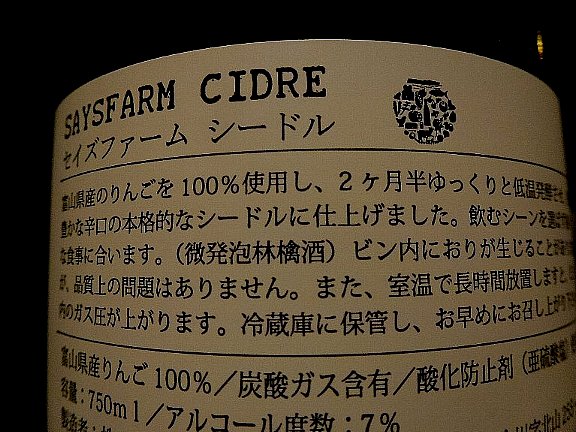 SAYSFARM CIDRE
セイズファーム シードル
富山県産のりんごを100%使用し、2ヶ月半ゆっくりと低温発酵させ
豊かな辛口の本格的なシードルに仕上げました。飲むシーンを選
な食事に合います。（微発泡林檎酒）ビン内におりが生じることが
が、品質上の問題はありません。また、室温で長時間放置しますと、
内のガス圧が上がります。冷蔵庫に保管し、お早めにお召し上が
富山県産りんご100%／炭酸ガス含有／酸化防止剤（亜硫酸塩）
容量：750ml／アルコール度数：7%
製造者：